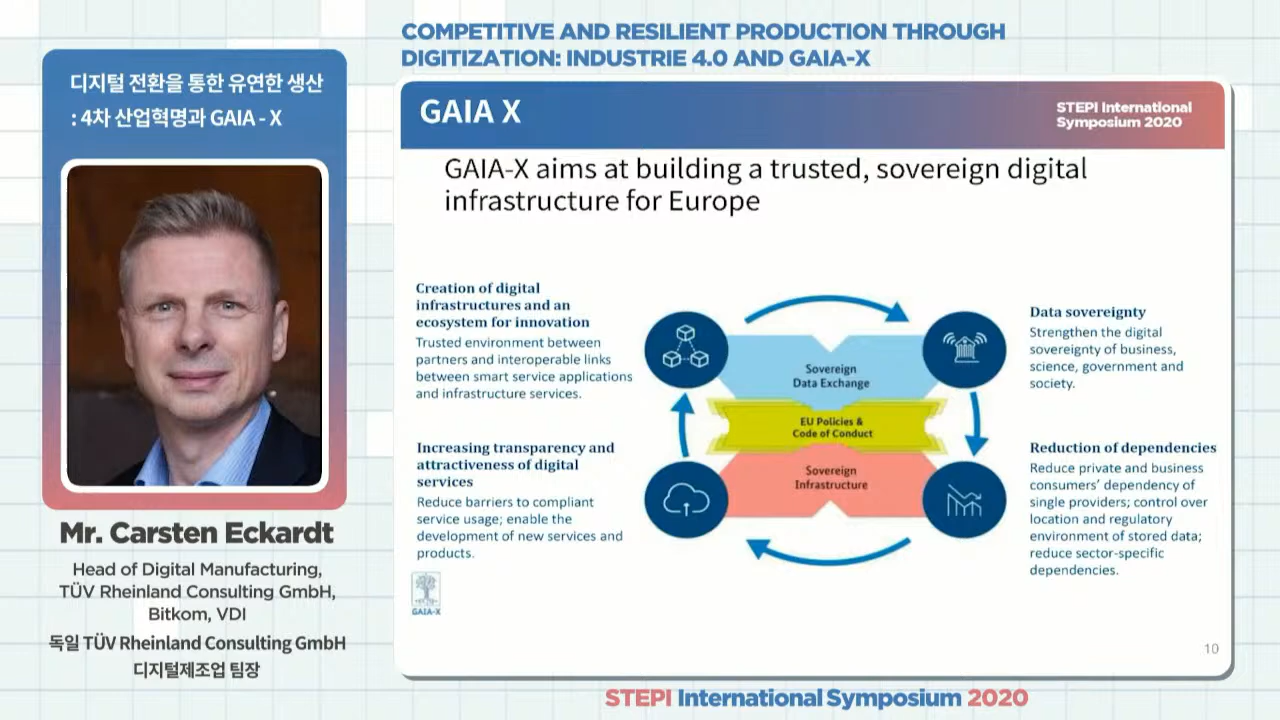 COMPETITIVE AND RESILIENT PRODUCTION THROUGH
DIGITIZATION: INDUSTRIE 4.0 AND GAIA-X
디지털 전환을 통한 유연한 생산
: 4차 산업혁명과 GAIA - X
Mr. Carsten Eckardt
Head of Digital Manufacturing,
TÜV Rheinland Consulting GmbH,
Bitkom, VDI
독일 TÜV Rheinland Consulting GmbH
디지털제조업 팀장
GAIA X
STEPI International
Symposium 2020
GAIA-X aims at building a trusted, sovereign digital
infrastructure for Europe
Creation of digital
infrastructures and an
ecosystem for innovation
Trusted environment between
partners and interoperable links
between smart service applications
and infrastructure services.
Increasing transparency and
attractiveness of digital
services
Reduce barriers to compliant
service usage; enable the
development of new services and
products.
GAIA-X
Sovereign
Data Exchange
EU Policies &
Code of Conduct
Sovereign
Infrastructure
Data sovereignty
Strengthen the digital
sovereignty of business,
science, government and
society.
Reduction of dependencies
Reduce private and business
consumers' dependency of
single providers; control over
location and regulatory
environment of stored data;
reduce sector-specific
dependencies.
10
STEPI International Symposium 2020